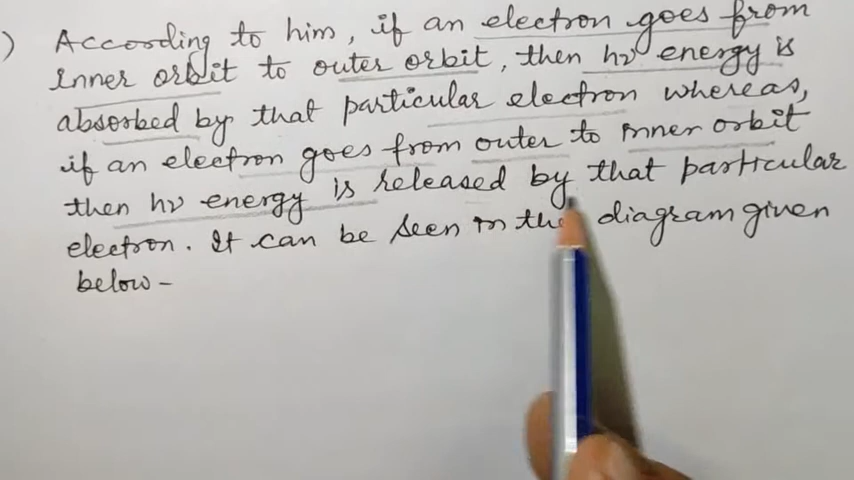 ) According to him, if an electron goes from
inner orbit to outer orbit, then hν energy is
absorbed by that particular electron whereas,
if an electron goes from outer to inner orbit
then hν energy is released by that particular
electron. It can be seen in the diagram given
below-